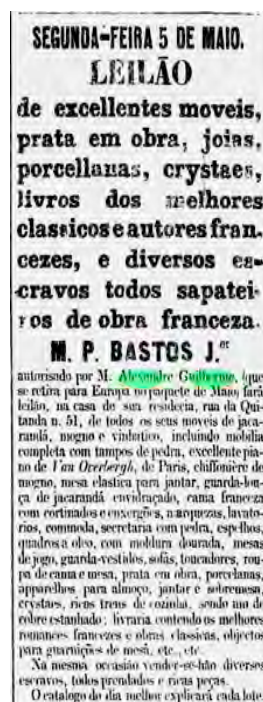 SEGUNDA-FEIRA 5 DE MAIO.
LEILÃO
de excellentes moveis,
prata em obra, joias,
porcellanas, crystaes,
livros dos melhores
classicos e autores fran-
cezes, e diversos es-
cravos todos sapatei-
ros de obra franceza.
M. P. BASTOS J.er
autorisado por M. Alexandre Guilherme, que
se retira para Europa no paquete de Maio, fará
leilão, na casa de sua residecia, rua da Qui-
tanda n. 51, de todos os seus moveis de jaca-
randá, mogno e vinhatico, incluindo mobilia
completa com tampos de pedra, excellente pia-
no de Van Overbergh, de Paris, chiffonière de
mogno, mesa elastica para jantar, guarda-lou-
ça de jacarandá envidraçado, cama franceza
com cortinados e enxergões, marquezas, lavato-
rios, commoda, secretaria com pedra, espelhos,
quadros a oleo, com moldura dourada, mesas
de jogo, guarda-vestidos, sofás, toucadores, rou-
pa de cama e mesa, prata em obra, porcelanas,
apparelhos para almoço, jantar e sobremesa,
crystaes, ricos trens de cozinha, sendo um de
cobre estanhado; livraria contendo os melhores
romances francezes e obras classicas, objectos
para guarnições de mesa, etc., etc.
Na mesma occasião vender-se-hão diversos
escravos, todos prendados e ricas peças.
O catalogo do dia melhor explicará cada lote.